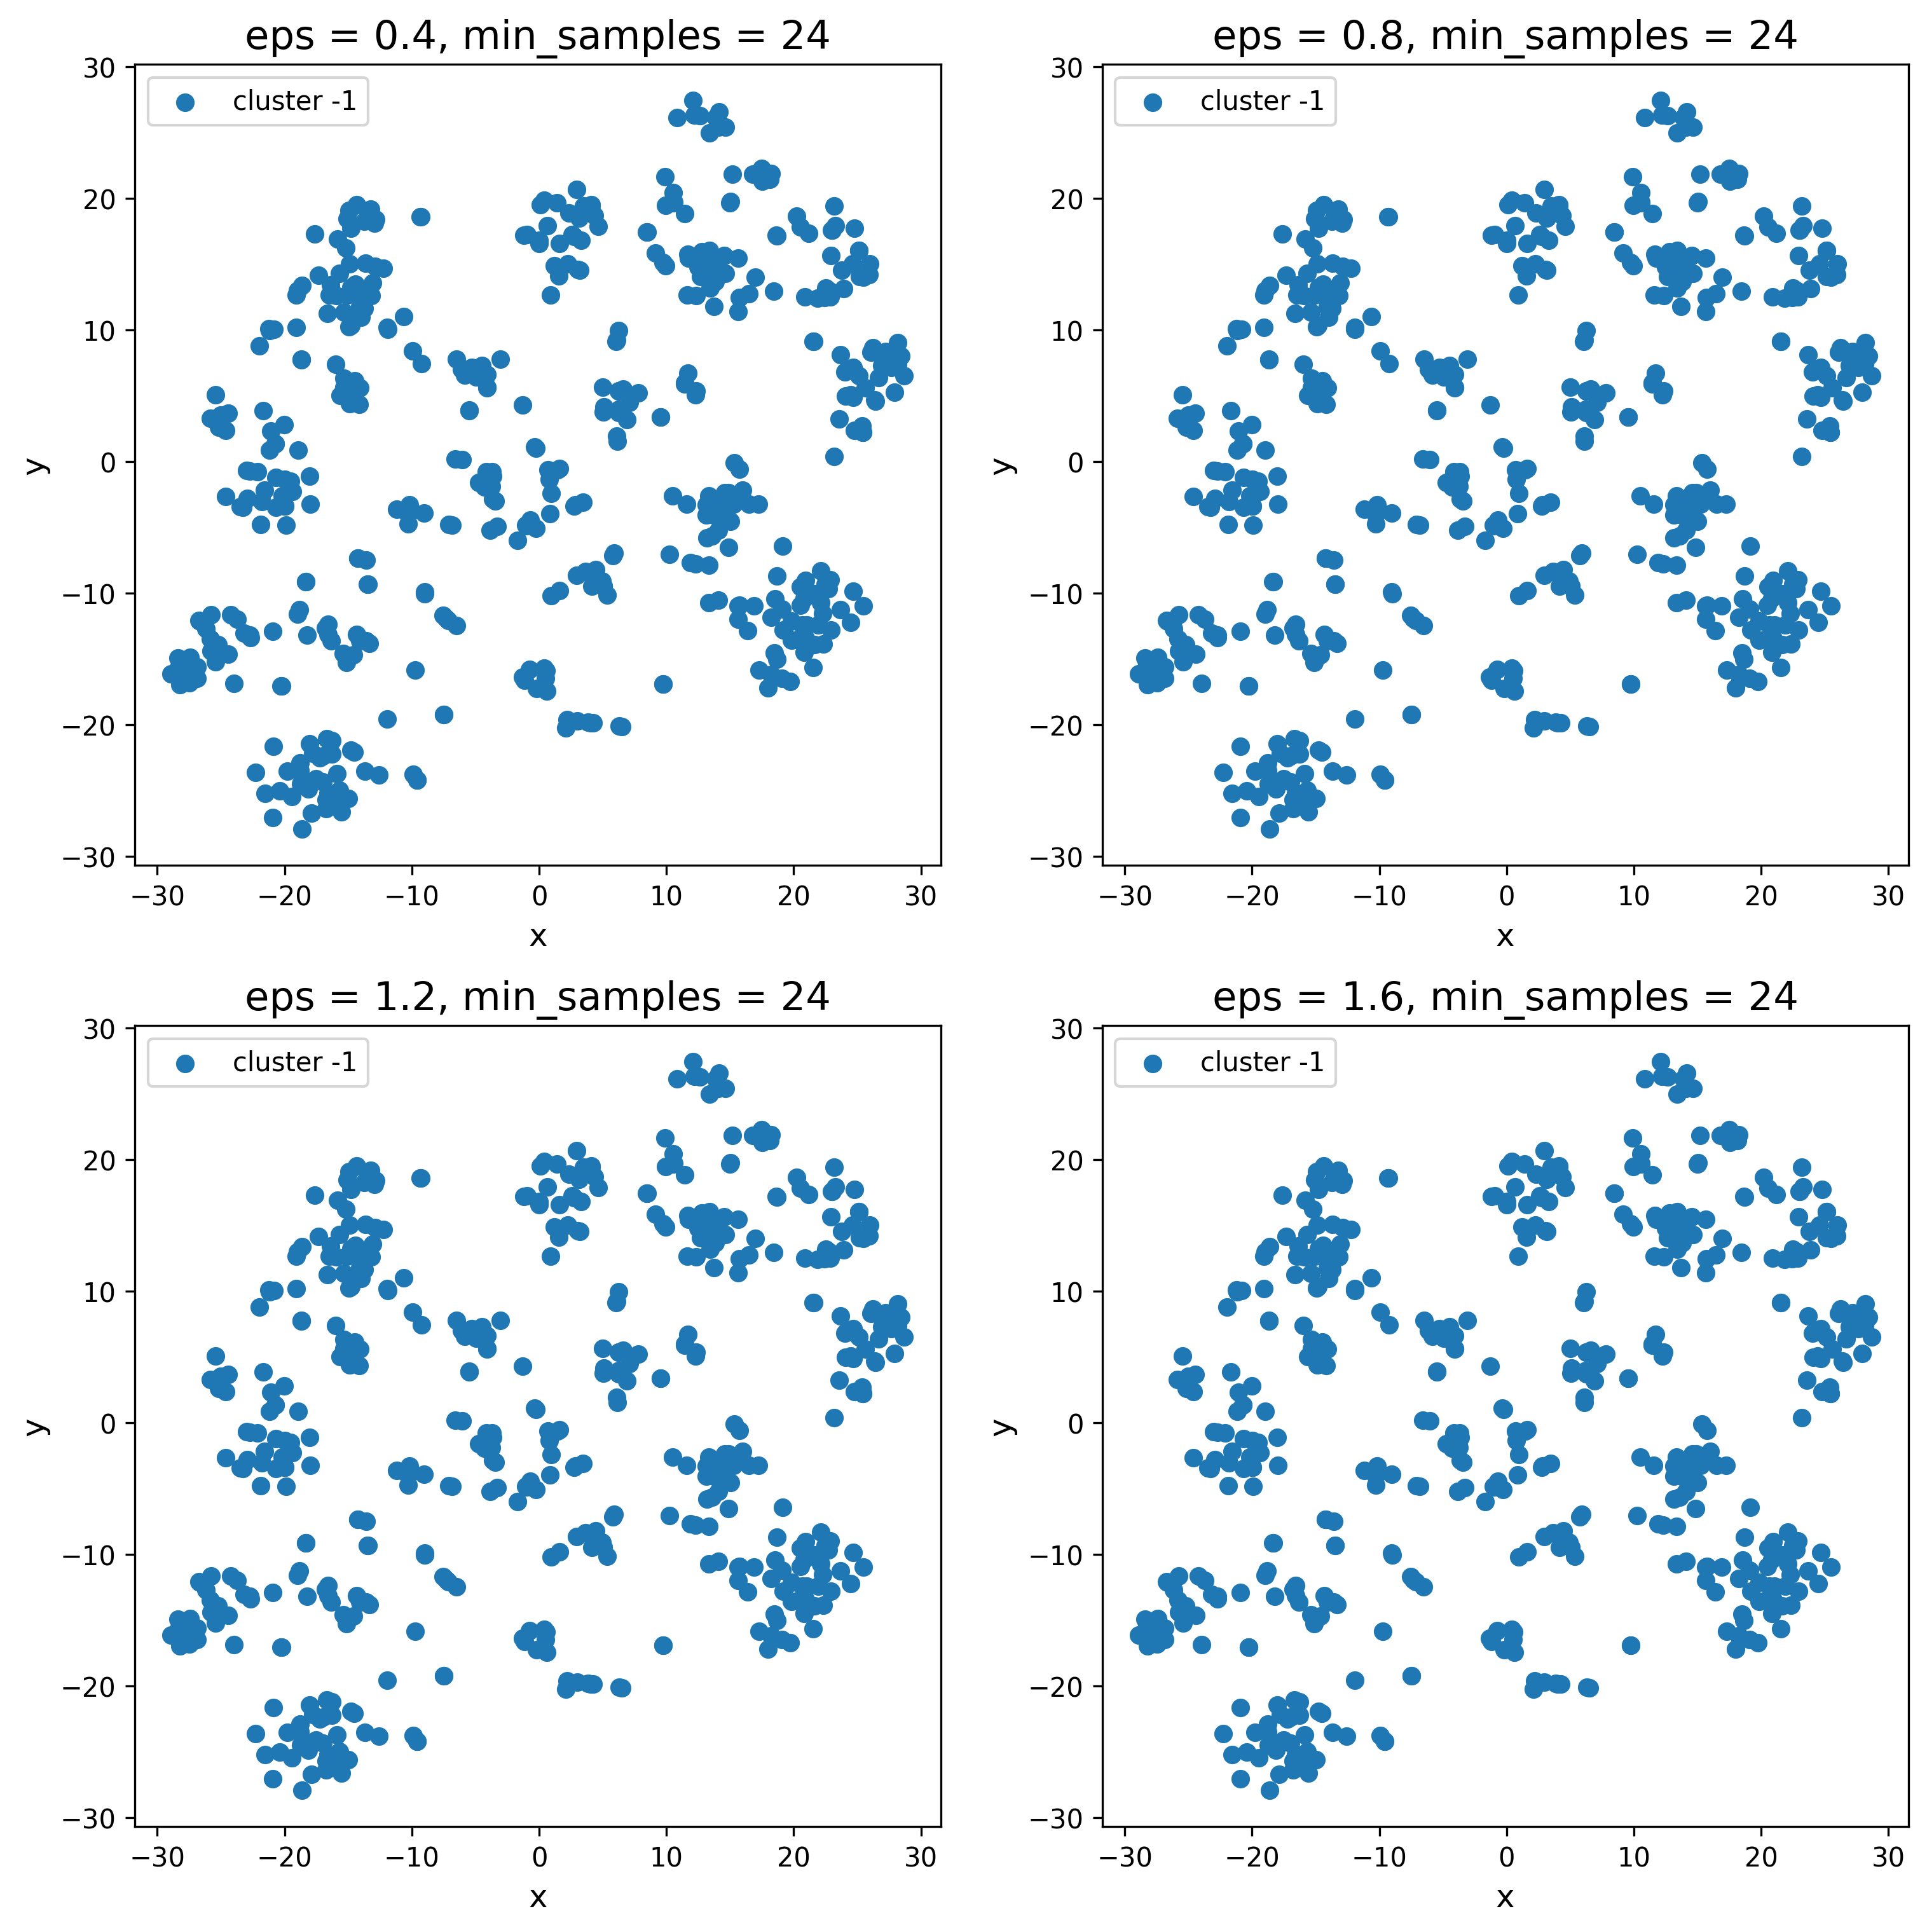 eps = 0.4, min_samples = 24
30
cluster -1
20
10
0
−10
−20
−30
y
−30 −20 −10 0 10 20 30
x
eps = 0.8, min_samples = 24
30
cluster -1
20
10
0
−10
−20
−30
y
−30 −20 −10 0 10 20 30
x
eps = 1.2, min_samples = 24
30
cluster -1
20
10
0
−10
−20
−30
y
−30 −20 −10 0 10 20 30
x
eps = 1.6, min_samples = 24
30
cluster -1
20
10
0
−10
−20
−30
y
−30 −20 −10 0 10 20 30
x